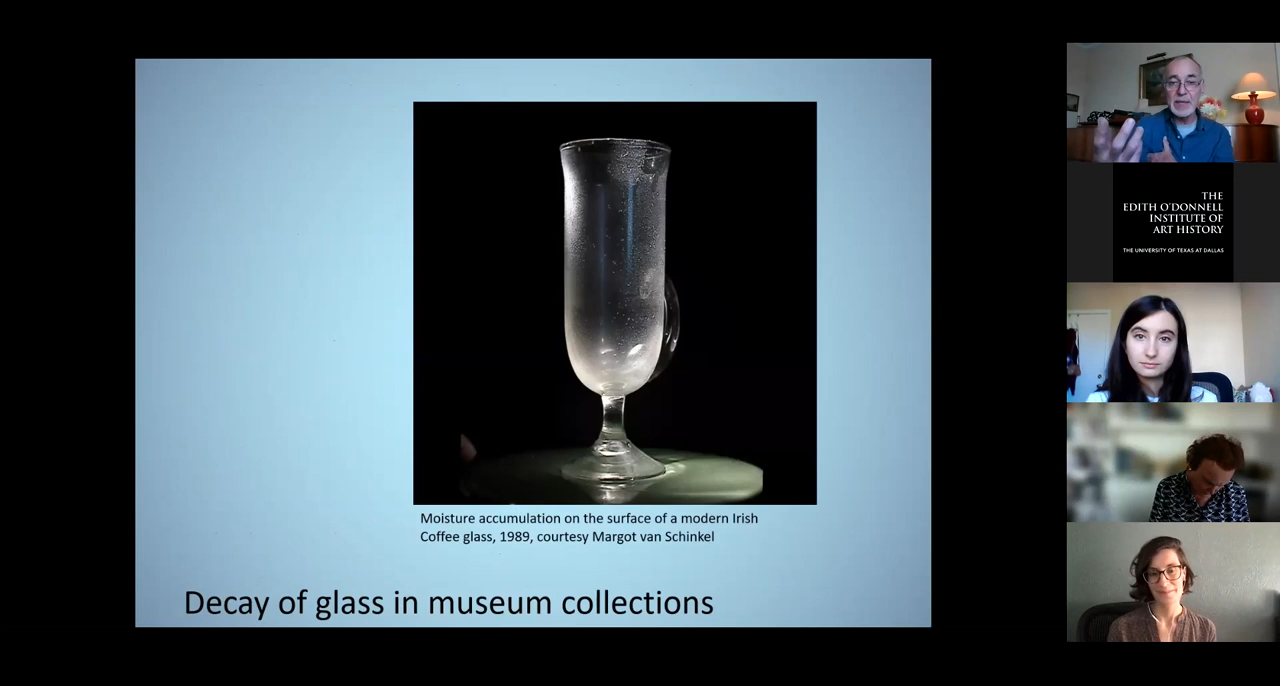 Moisture accumulation on the surface of a modern Irish
Coffee glass, 1989, courtesy Margot van Schinkel
Decay of glass in museum collections
THE
EDITH O'DONNELL
INSTITUTE OF
ART HISTORY
THE UNIVERSITY OF TEXAS AT DALLAS